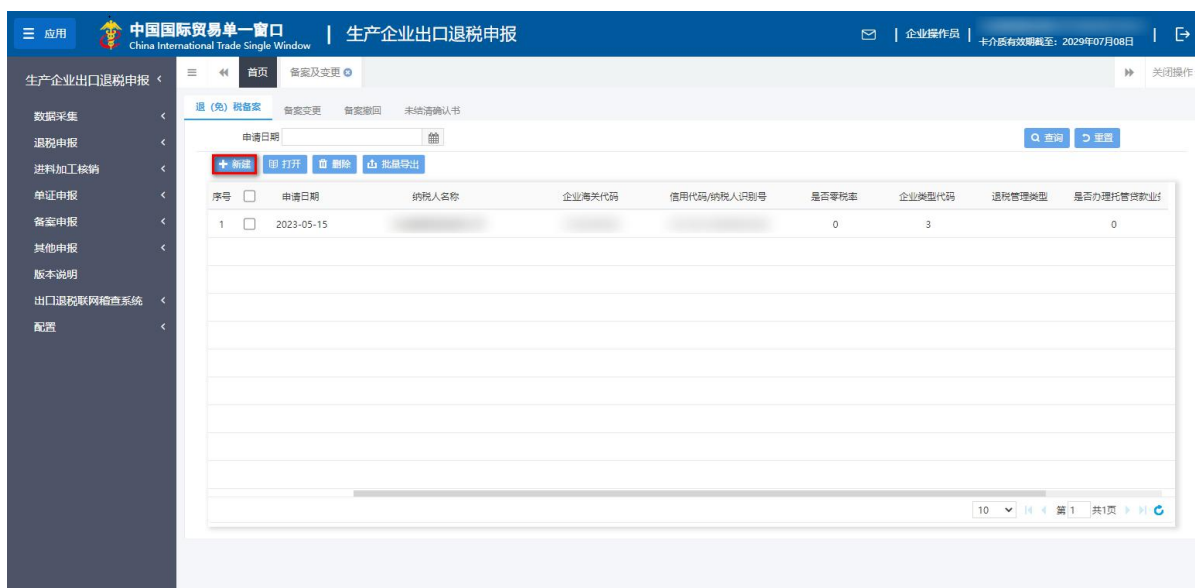 应用
中国国际贸易单一窗口
China International Trade Single Window
生产企业出口退税申报
企业操作员
卡介质有效期截至：2029年07月08日
生产企业出口退税申报
首页
备案及变更
关闭操作
数据采集
退税申报
进料加工核销
单证申报
备案申报
其他申报
版本说明
出口退税联网稽查系统
配置
退（免）税备案
备案变更
备案撤回
未结清确认书
申请日期
查询
重置
新建
打开
删除
批量导出
序号
申请日期
纳税人名称
企业海关代码
信用代码/纳税人识别号
是否零税率
企业类型代码
退税管理类型
是否办理托管贷款业务
1
2023-05-15
0
3
0
10
第 1 共1页